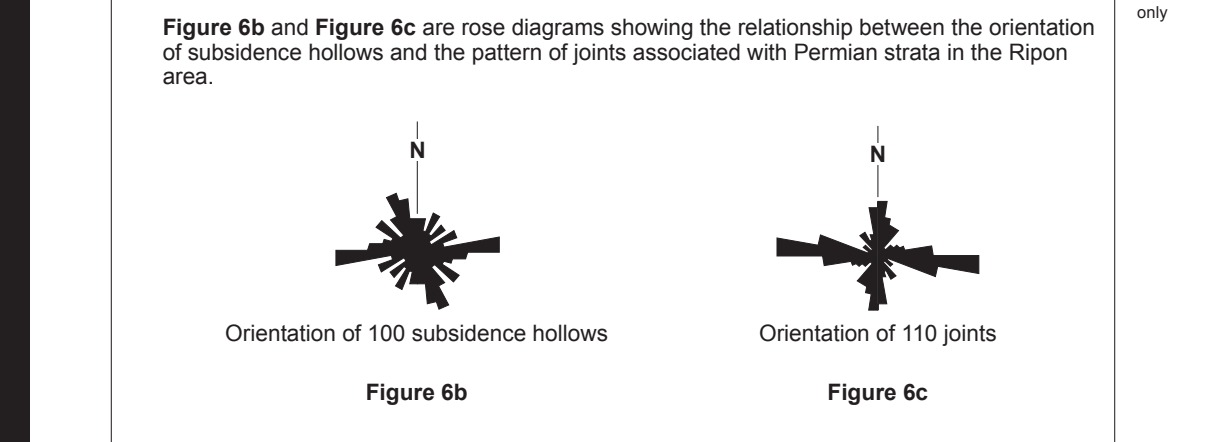 only
Figure 6b and Figure 6c are rose diagrams showing the relationship between the orientation
of subsidence hollows and the pattern of joints associated with Permian strata in the Ripon
area.
N
N
Orientation of 100 subsidence hollows
Orientation of 110 joints
Figure 6b
Figure 6c